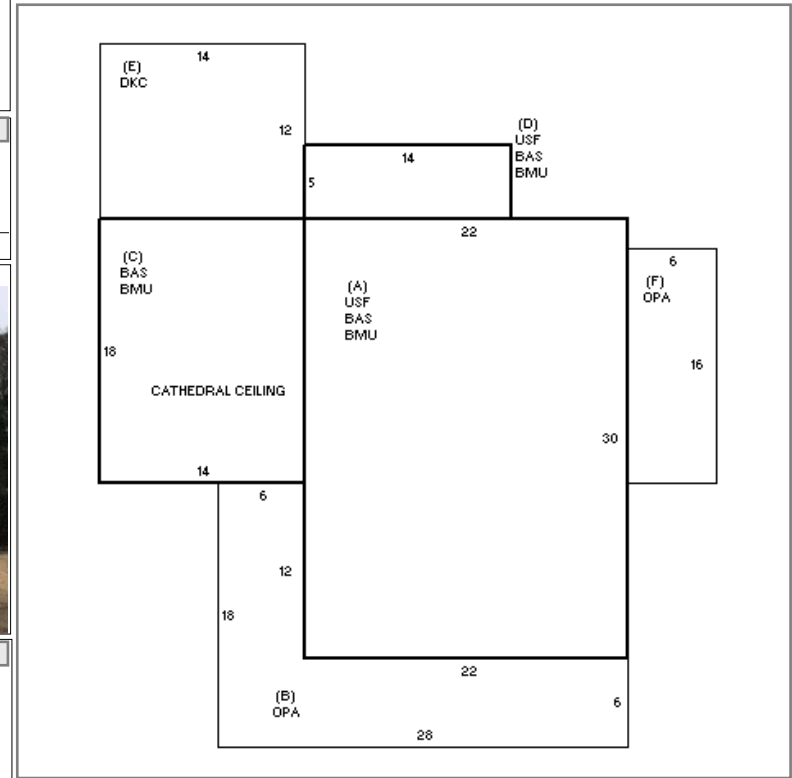 14
(E)
DKC
12
(D)
USF
BAS
BMU
14
5
22
(C)
BAS
BMU
6
(F)
OPA
(A)
USF
BAS
BMU
18
16
CATHEDRAL CEILING
30
14
6
12
18
22
(B)
OPA
6
28